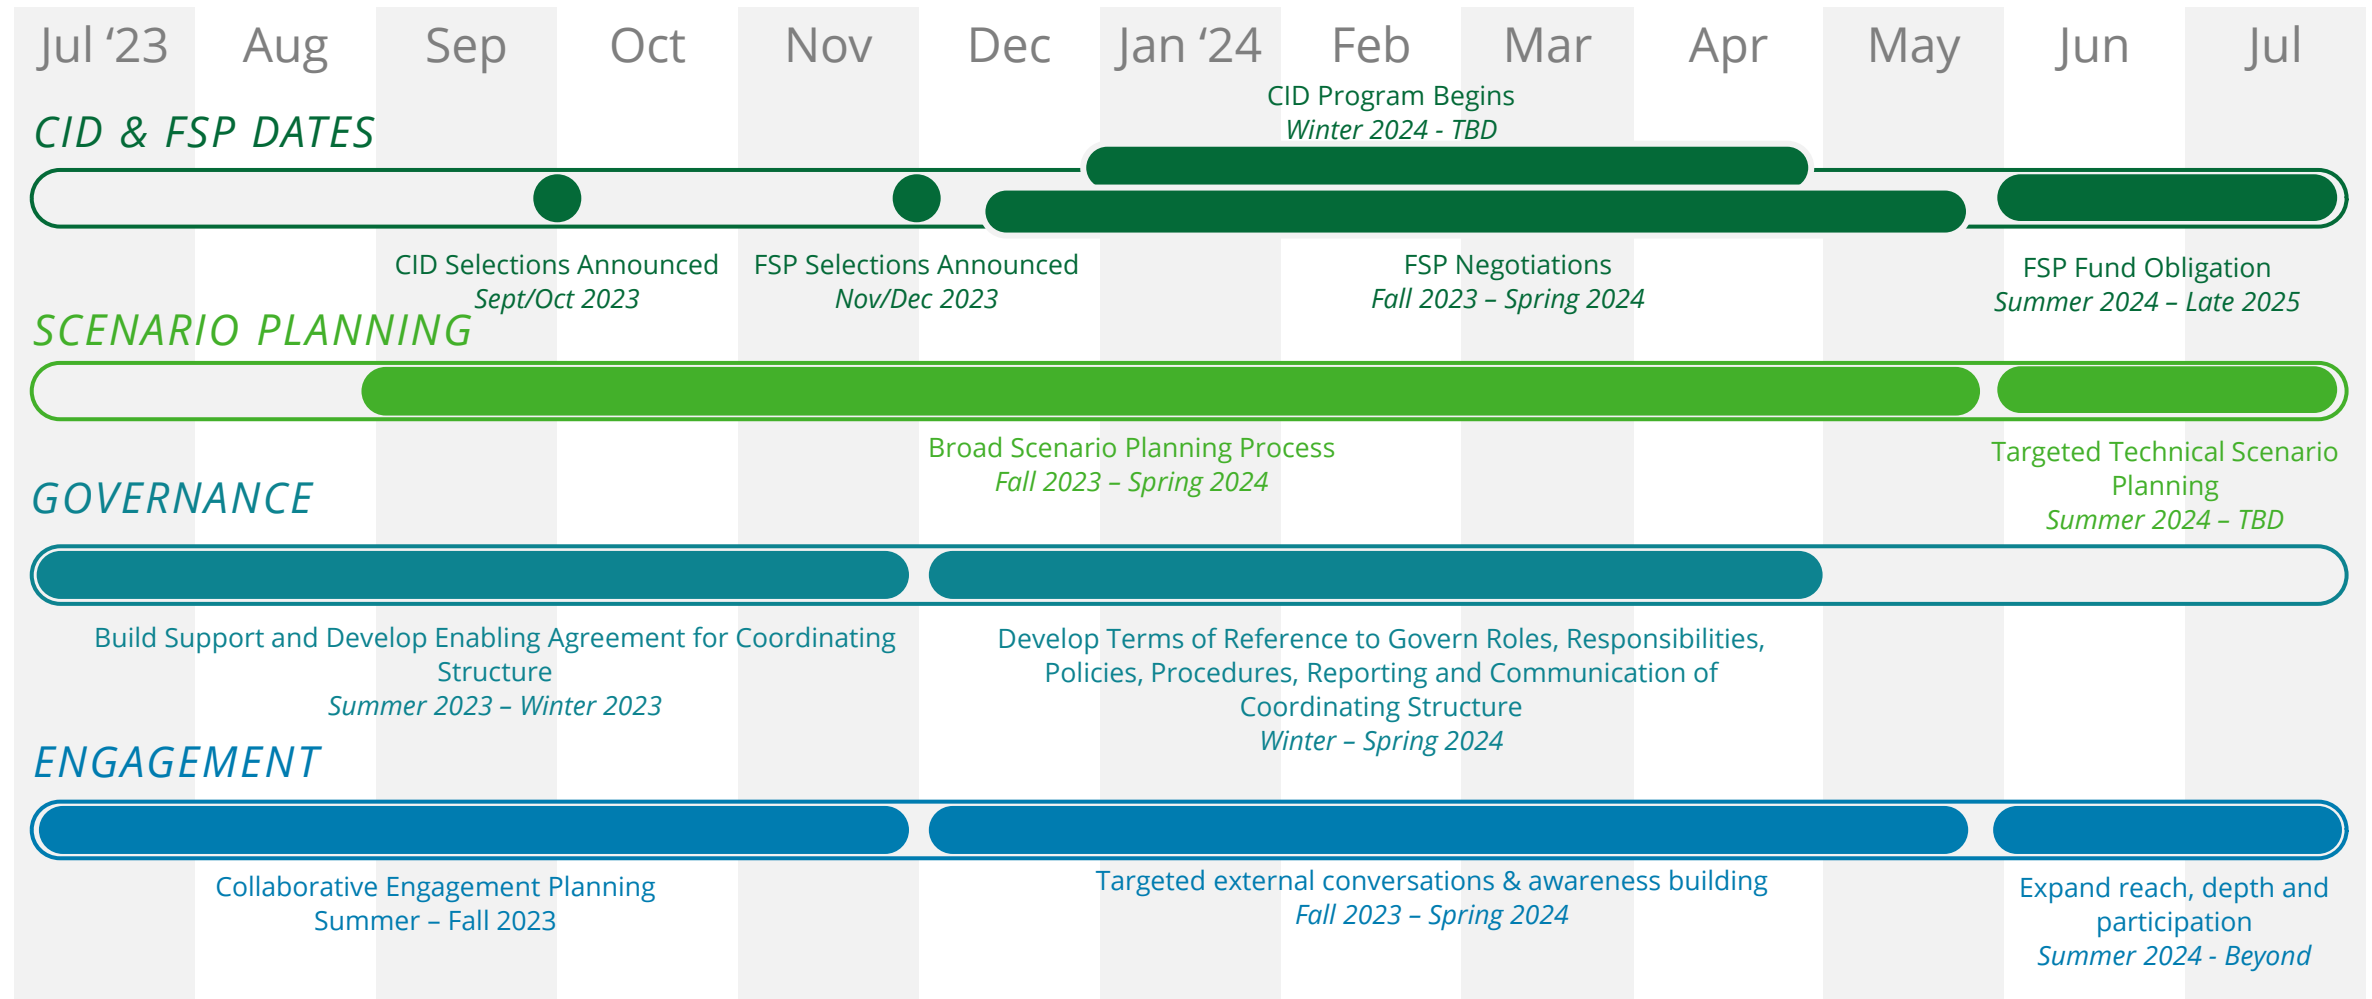 Jul ‘23 Aug Sep Oct Nov Dec Jan ‘24 Feb Mar Apr May Jun Jul
CID & FSP DATES
CID Program Begins
Winter 2024 - TBD
CID Selections Announced
Sept/Oct 2023
FSP Selections Announced
Nov/Dec 2023
FSP Negotiations
Fall 2023 – Spring 2024
FSP Fund Obligation
Summer 2024 – Late 2025
SCENARIO PLANNING
Broad Scenario Planning Process
Fall 2023 – Spring 2024
Targeted Technical Scenario
Planning
Summer 2024 – TBD
GOVERNANCE
Build Support and Develop Enabling Agreement for Coordinating
Structure
Summer 2023 – Winter 2023
Develop Terms of Reference to Govern Roles, Responsibilities,
Policies, Procedures, Reporting and Communication of
Coordinating Structure
Winter – Spring 2024
ENGAGEMENT
Collaborative Engagement Planning
Summer – Fall 2023
Targeted external conversations & awareness building
Fall 2023 – Spring 2024
Expand reach, depth and
participation
Summer 2024 - Beyond